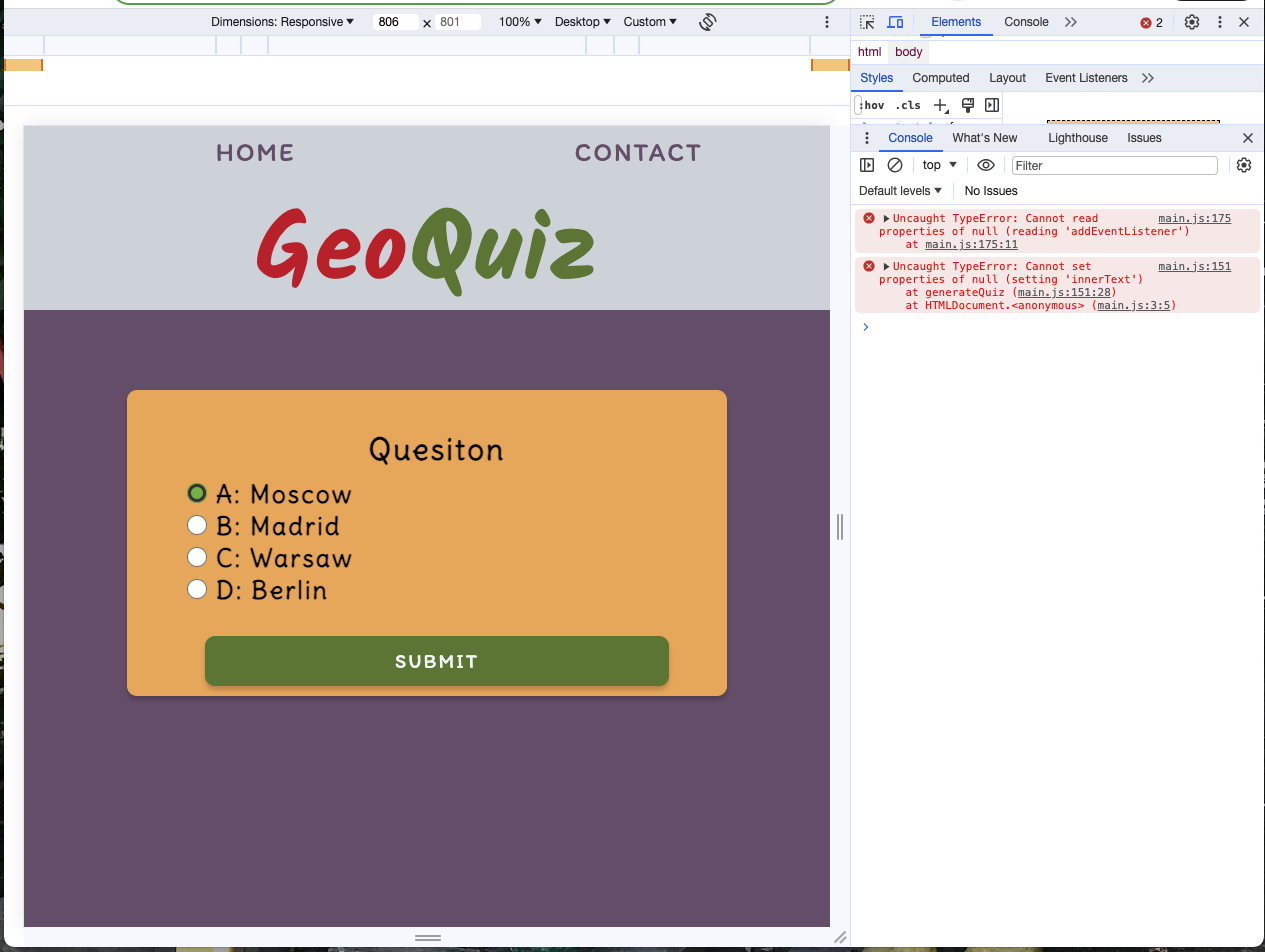 Dimensions: Responsive 806 × 801 100% Desktop Custom
Elements Console 2
html body
Styles Computed Layout Event Listeners
:hov .cls
Console What's New Lighthouse Issues
top Filter
Default levels No Issues
Uncaught TypeError: Cannot read main.js:175
properties of null (reading 'addEventListener')
at main.js:175:11
Uncaught TypeError: Cannot set main.js:151
properties of null (setting 'innerText')
at generateQuiz (main.js:151:28)
at HTMLDocument.<anonymous> (main.js:3:5)
HOME CONTACT
GeoQuiz
Quesiton
A: Moscow
B: Madrid
C: Warsaw
D: Berlin
SUBMIT